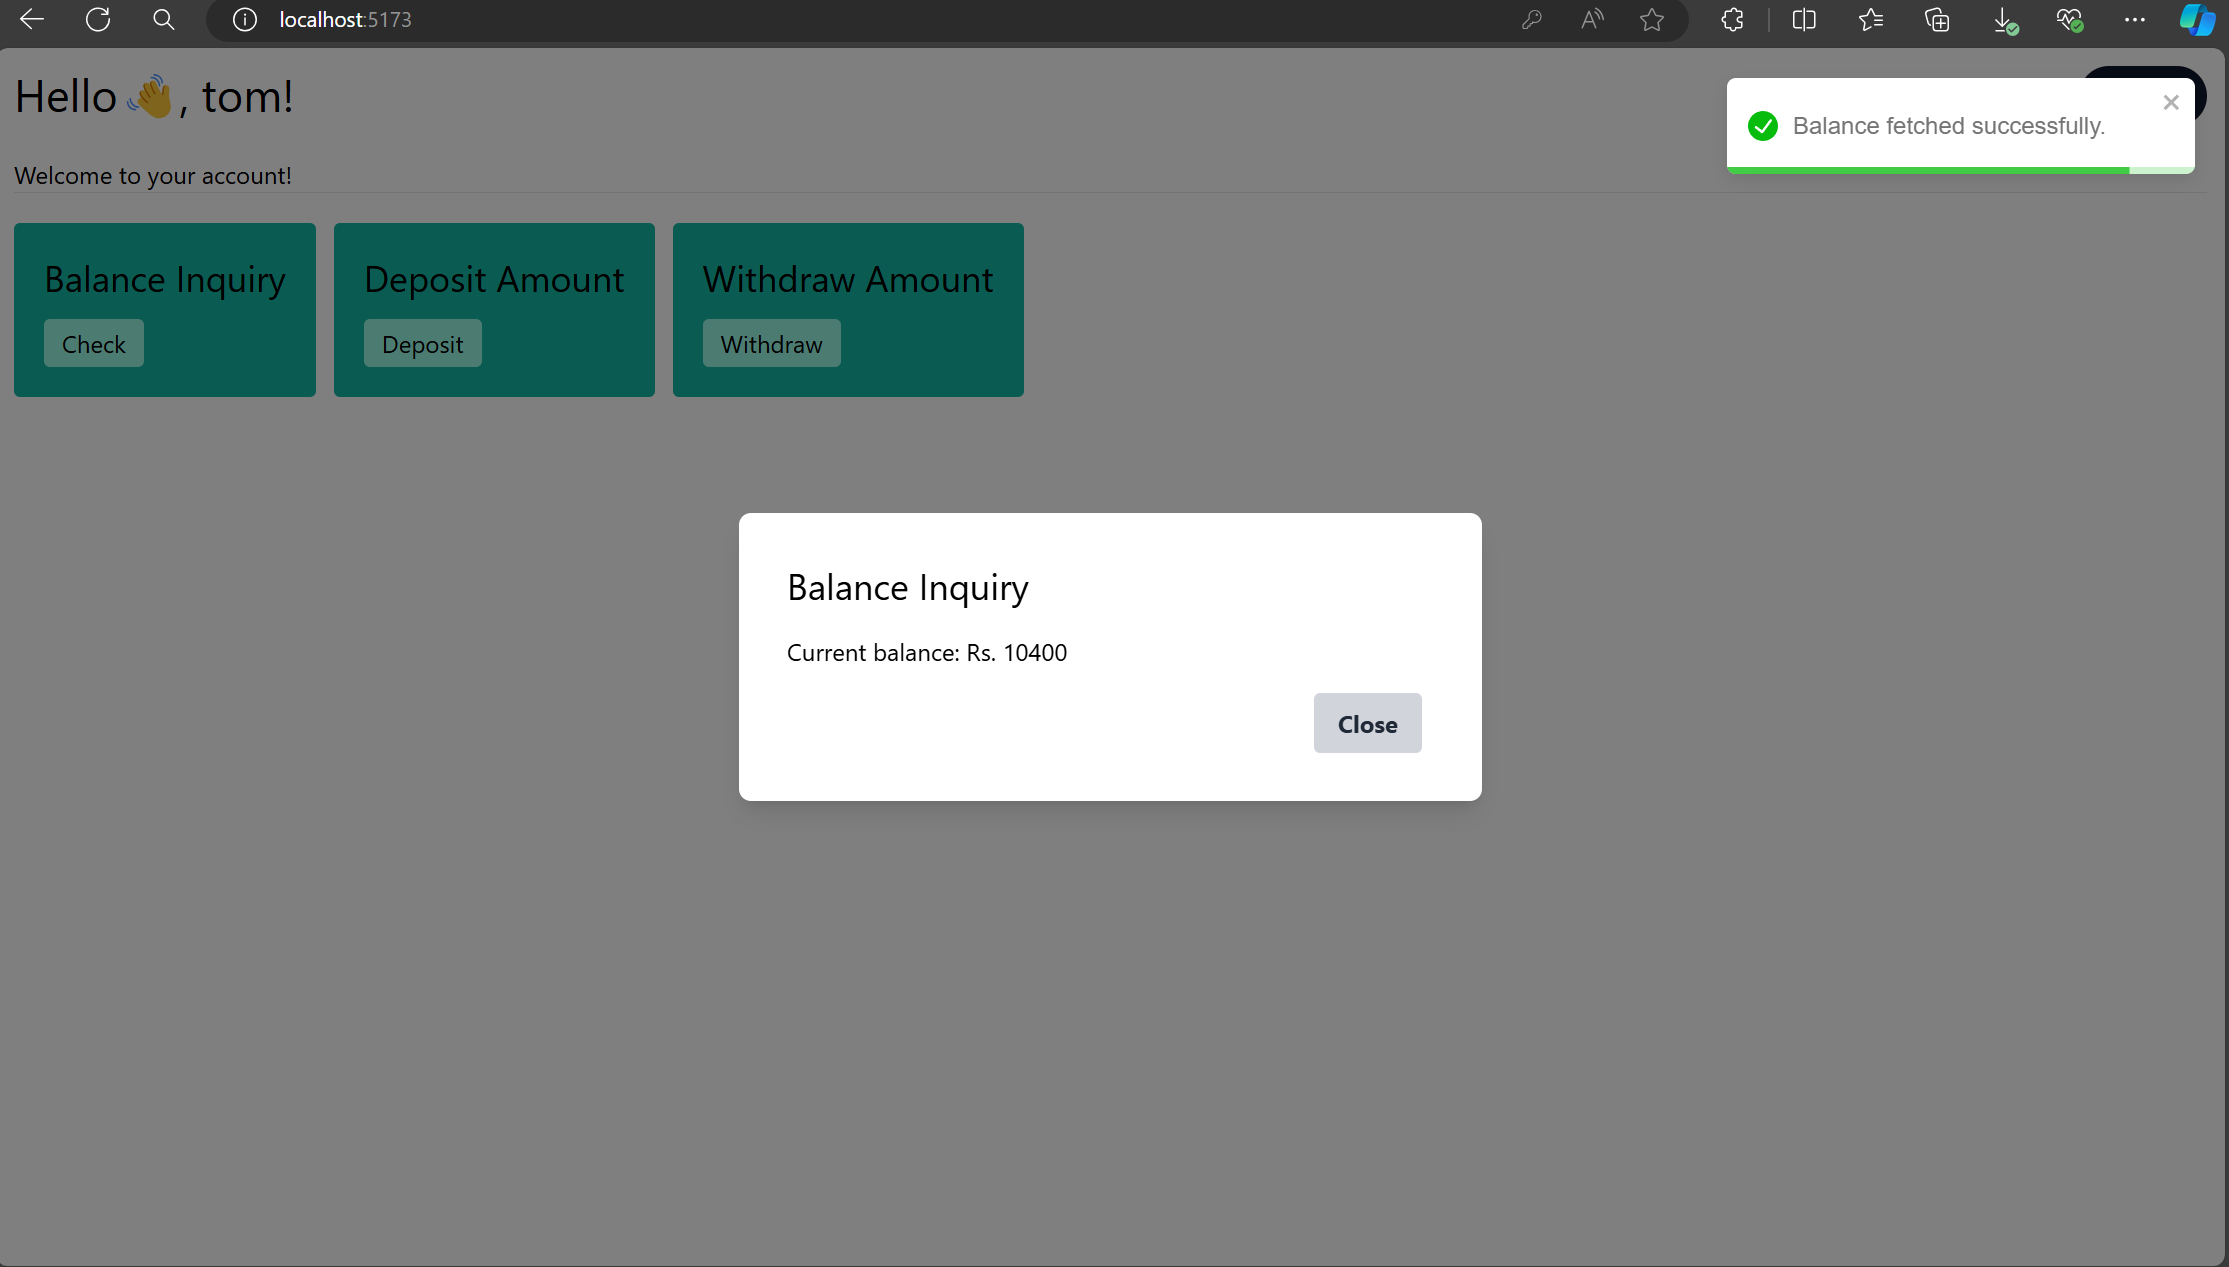 localhost:5173
Hello 👋, tom!
Balance fetched successfully.
Welcome to your account!
Balance Inquiry
Check
Deposit Amount
Deposit
Withdraw Amount
Withdraw
Balance Inquiry
Current balance: Rs. 10400
Close